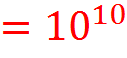 = 10¹⁰